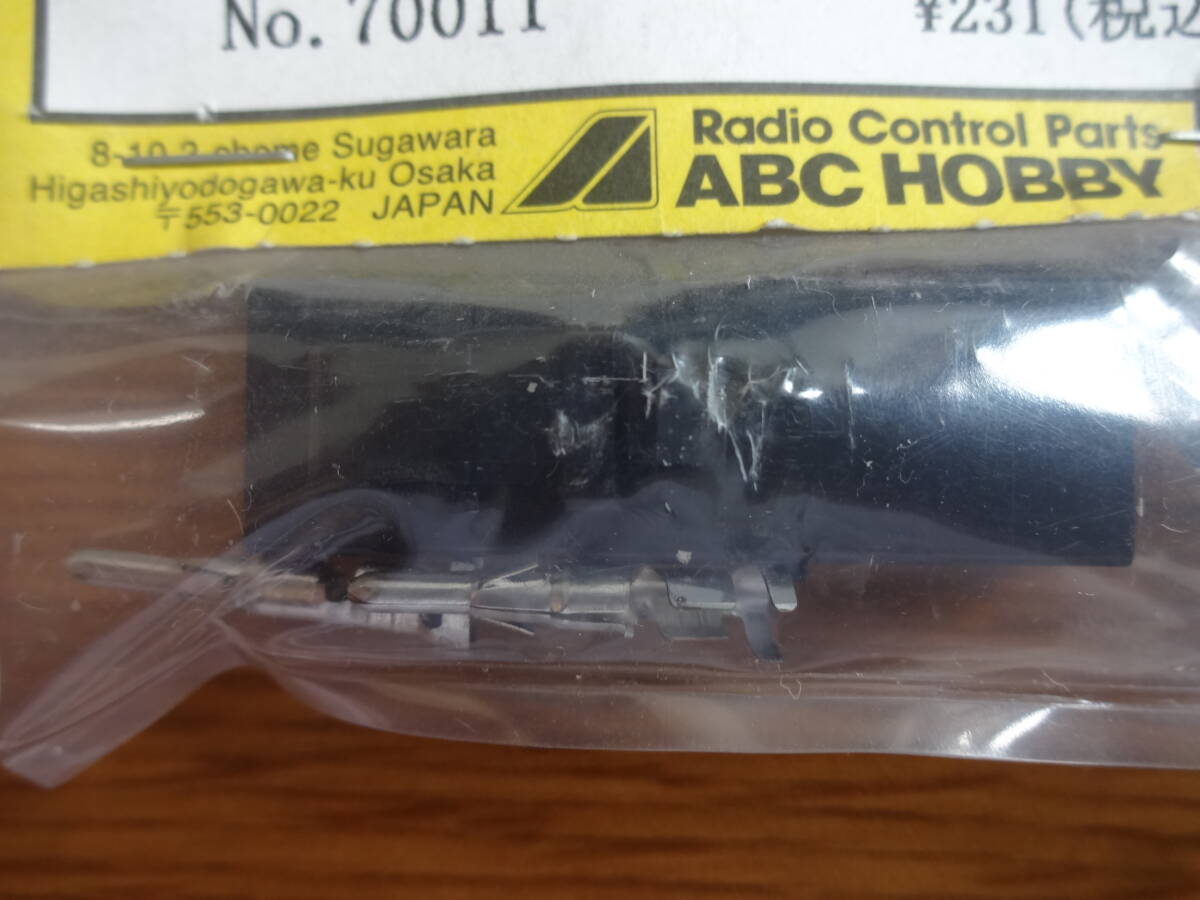 No. 70011
¥231(税込
8-10 2-chome Sugawara
Higashiyodogawa-ku Osaka
〒553-0022 JAPAN
Radio Control Parts
ABC HOBBY